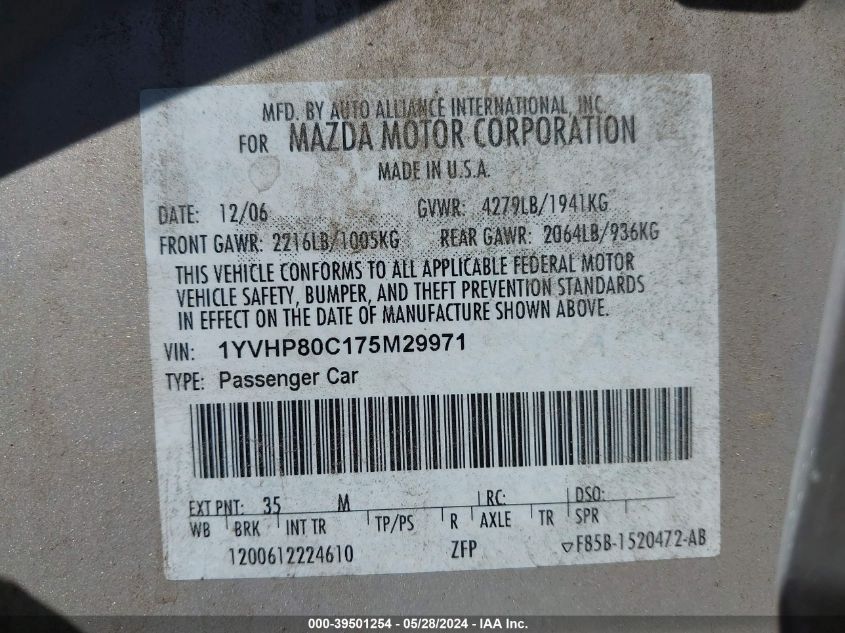 MFD. BY AUTO ALLIANCE INTERNATIONAL, INC.
FOR MAZDA MOTOR CORPORATION
MADE IN U.S.A.
DATE: 12/06 GVWR: 4279LB/1941KG
FRONT GAWR: 2216LB/1005KG REAR GAWR: 2064LB/936KG
THIS VEHICLE CONFORMS TO ALL APPLICABLE FEDERAL MOTOR
VEHICLE SAFETY, BUMPER, AND THEFT PREVENTION STANDARDS
IN EFFECT ON THE DATE OF MANUFACTURE SHOWN ABOVE.
VIN: 1YVHP80C175M29971
TYPE: Passenger Car
EXT PNT: 35 M RC: DSO:
WB BRK INT TR TP/PS R AXLE TR SPR
1200612224610 ZFP ▽F85B-1520472-AB
000-39501254 - 05/28/2024 - IAA Inc.